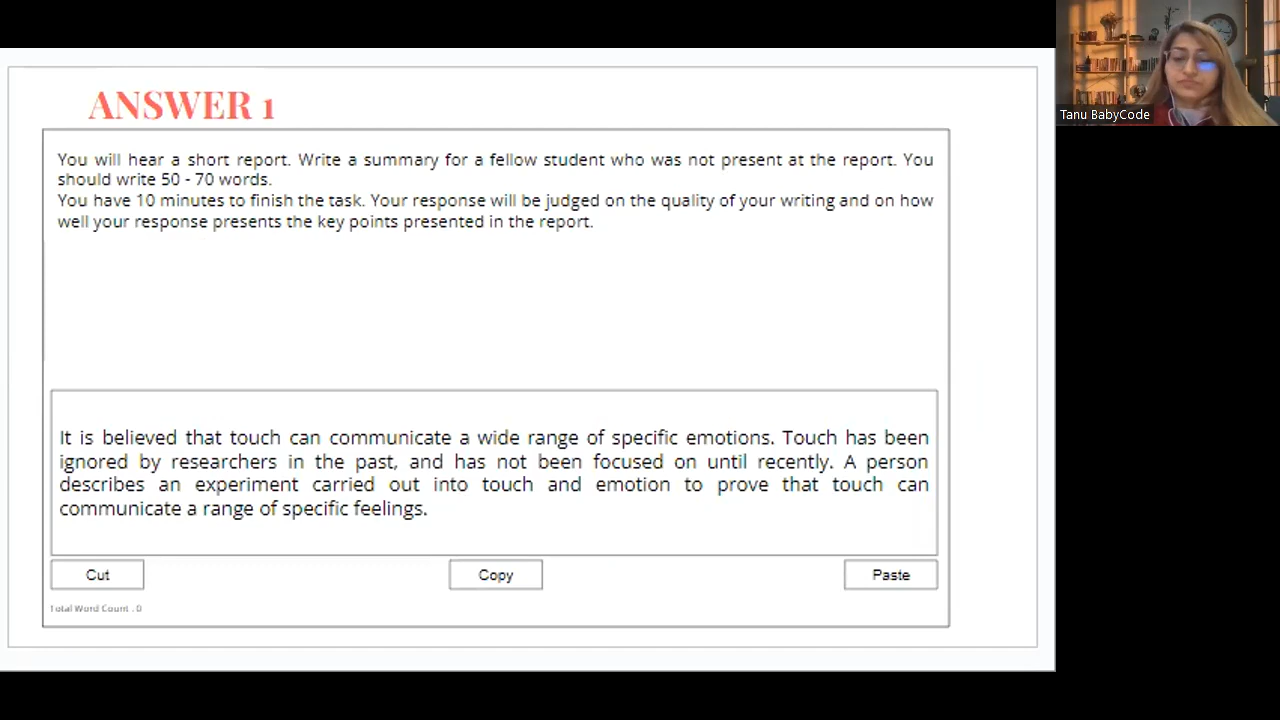 Tanu BabyCode
ANSWER 1
You will hear a short report. Write a summary for a fellow student who was not present at the report. You
should write 50 - 70 words.
You have 10 minutes to finish the task. Your response will be judged on the quality of your writing and on how
well your response presents the key points presented in the report.
It is believed that touch can communicate a wide range of specific emotions. Touch has been
ignored by researchers in the past, and has not been focused on until recently. A person
describes an experiment carried out into touch and emotion to prove that touch can
communicate a range of specific feelings.
Cut
Copy
Paste
Total Word Count . 0